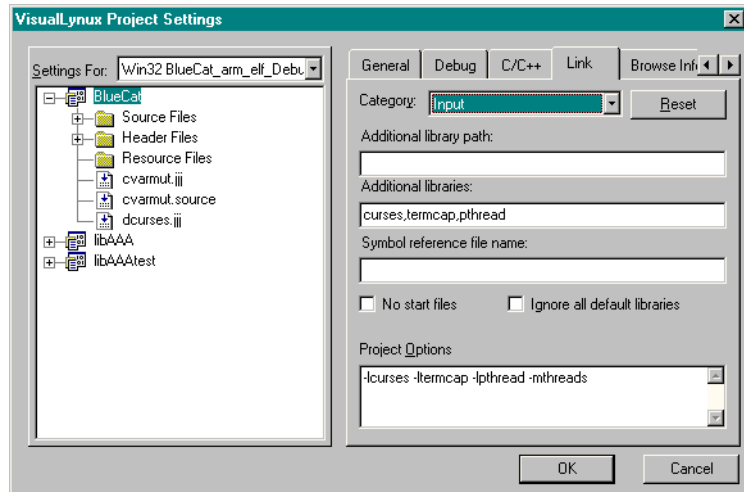 VisualLynux Project Settings
Settings For: Win32 BlueCat_arm_elf_Debu
BlueCat
Source Files
Header Files
Resource Files
cvarmut.jjj
cvarmut.source
dcurses.jjj
libAAA
libAAAtest
General Debug C/C++ Link Browse Inf
Category: Input Reset
Additional library path:
Additional libraries:
curses,termcap,pthread
Symbol reference file name:
No start files Ignore all default libraries
Project Options
-lcurses -ltermcap -lpthread -mthreads
OK Cancel